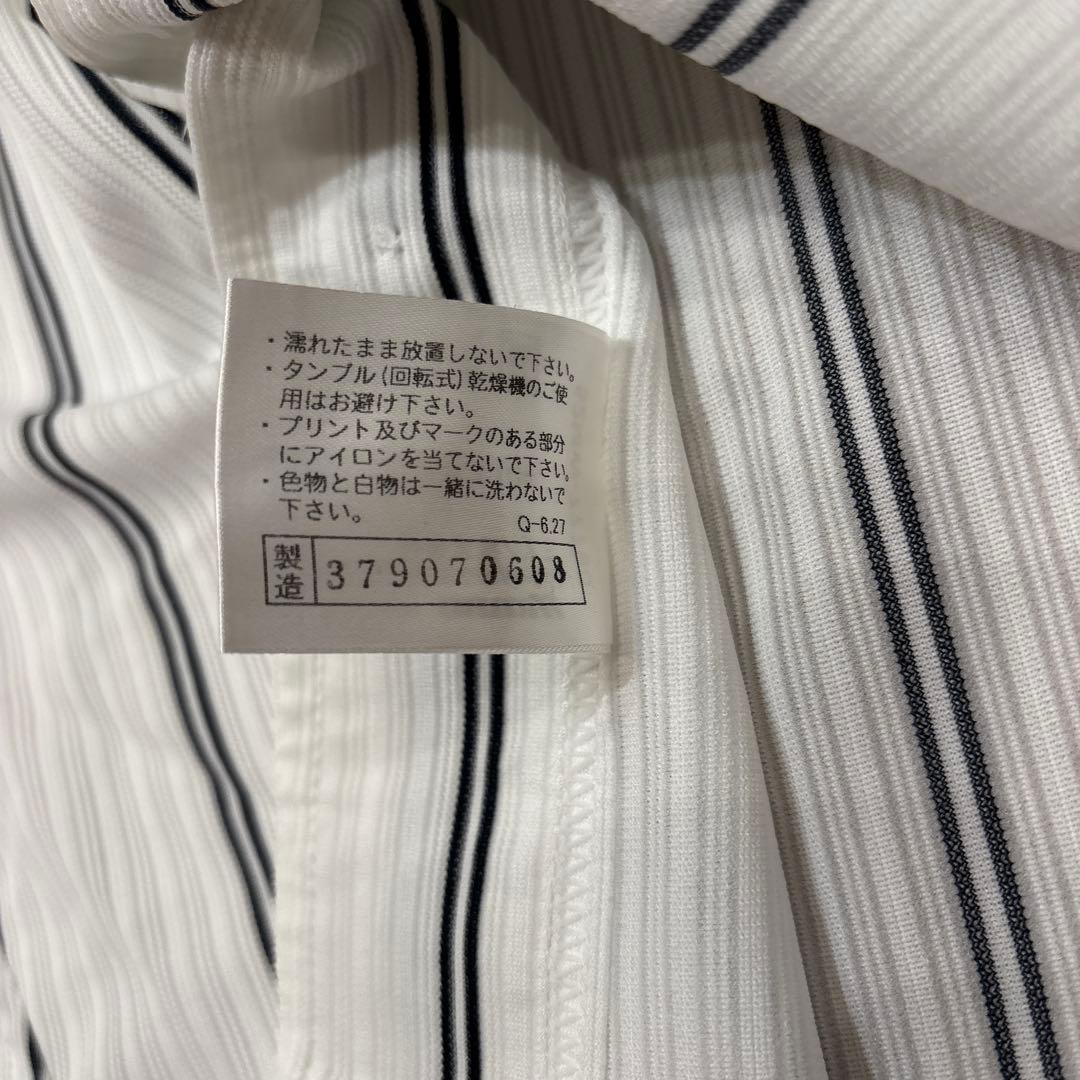 ・濡れたまま放置しないで下さい。
・タンブル(回転式)乾燥機のご使
用はお避け下さい。
・プリント及びマークのある部分
にアイロンを当てないで下さい。
・色物と白物は一緒に洗わないで
下さい。
Q-6.27
製造 379070608